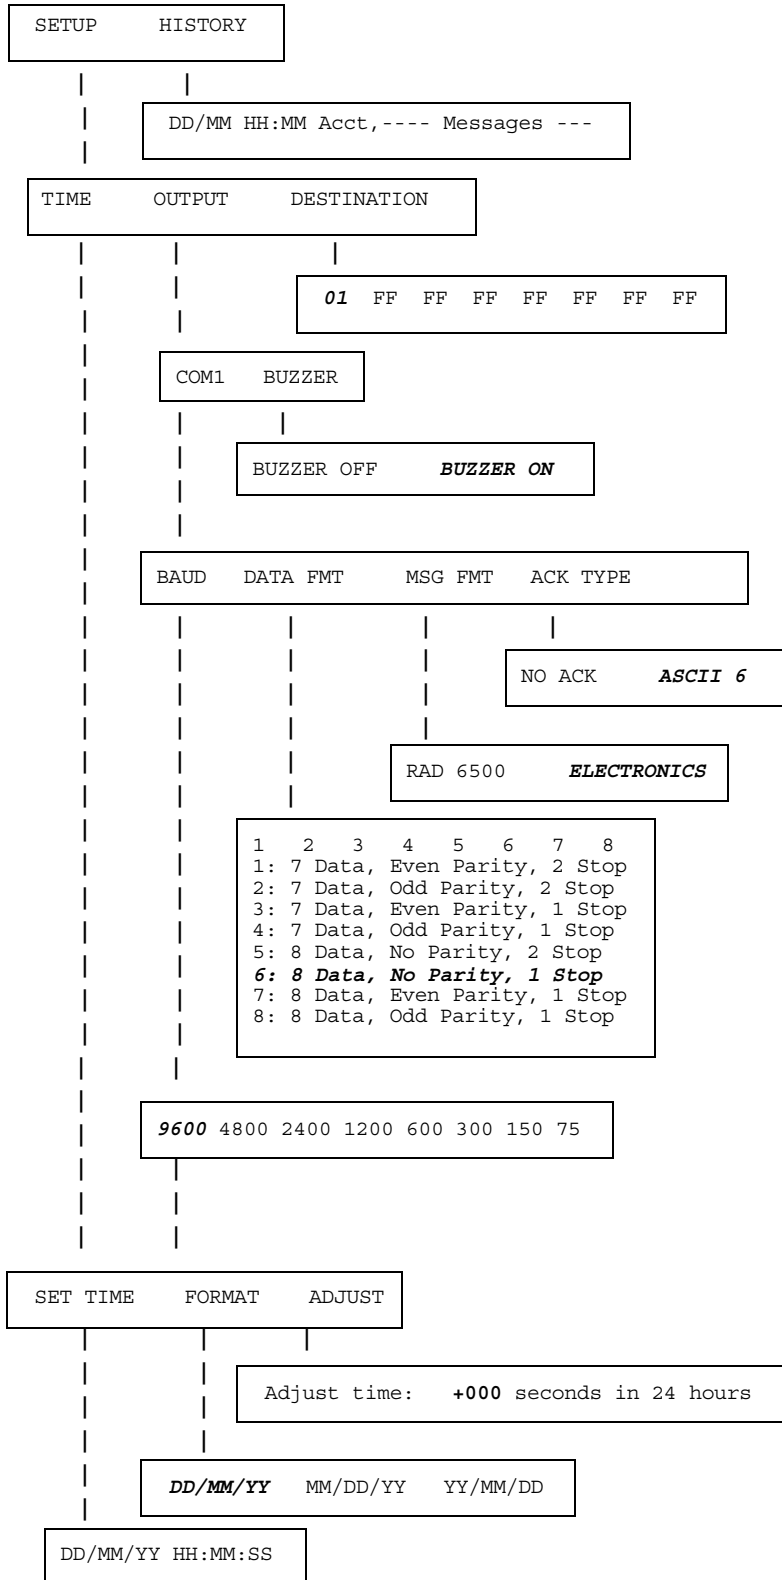 SETUP HISTORY
DD/MM HH:MM Acct,---- Messages ---
TIME OUTPUT DESTINATION
01 FF FF FF FF FF FF FF
COM1 BUZZER
BUZZER OFF BUZZER ON
BAUD DATA FMT MSG FMT ACK TYPE
NO ACK ASCII 6
RAD 6500 ELECTRONICS
1 2 3 4 5 6 7 8
1: 7 Data, Even Parity, 2 Stop
2: 7 Data, Odd Parity, 2 Stop
3: 7 Data, Even Parity, 1 Stop
4: 7 Data, Odd Parity, 1 Stop
5: 8 Data, No Parity, 2 Stop
6: 8 Data, No Parity, 1 Stop
7: 8 Data, Even Parity, 1 Stop
8: 8 Data, Odd Parity, 1 Stop
9600 4800 2400 1200 600 300 150 75
SET TIME FORMAT ADJUST
Adjust time: +000 seconds in 24 hours
DD/MM/YY MM/DD/YY YY/MM/DD
DD/MM/YY HH:MM:SS